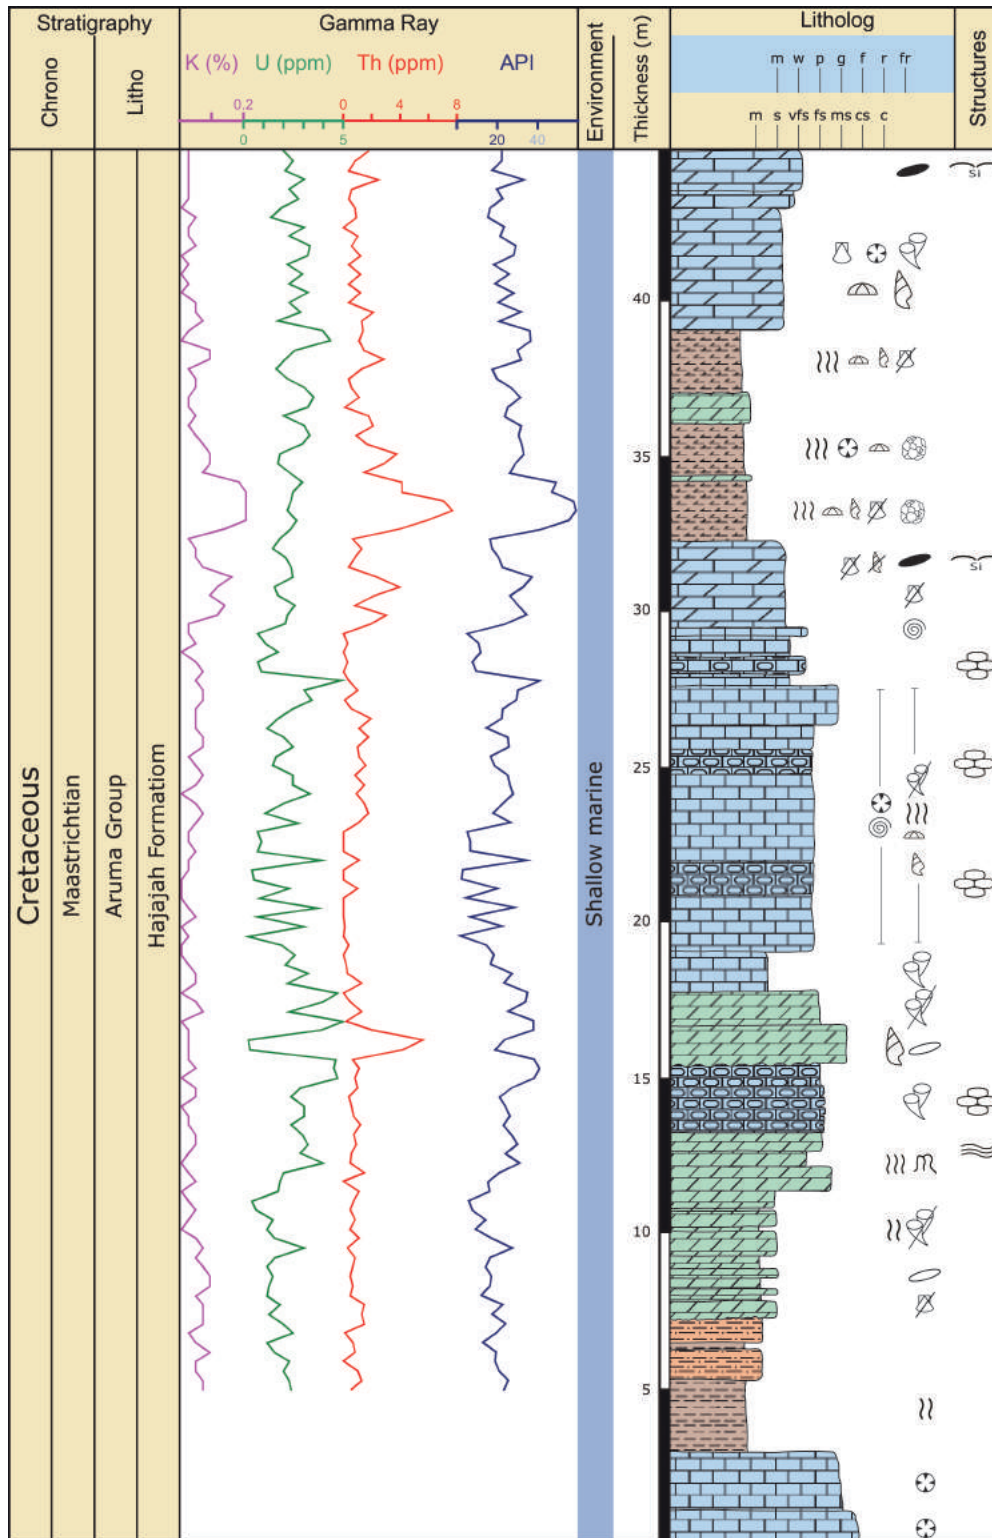 Stratigraphy
Gamma Ray
Litholog
Chrono
Litho
K (%)
U (ppm)
Th (ppm)
API
Environment
Thickness (m)
Structures
m w p g f r fr
m s vfs fs ms cs c
0.2
0 4 8
0 5
20 40
Cretaceous
Maastrichtian
Aruma Group
Hajajah Formatiom
Shallow marine
si
40
35
si
30
25
20
15
10
5